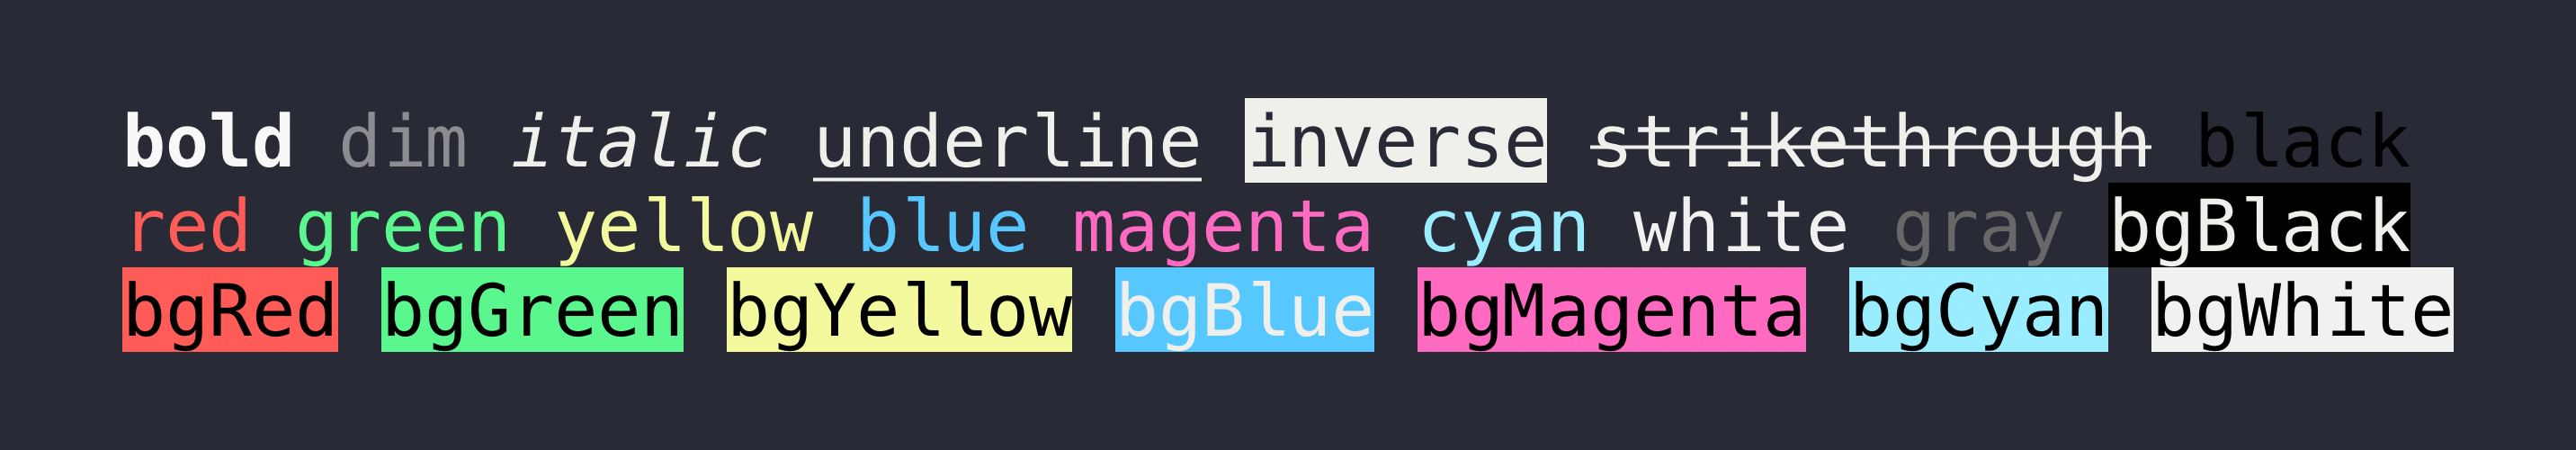 bold dim italic underline inverse strikethrough black
red green yellow blue magenta cyan white gray bgBlack
bgRed bgGreen bgYellow bgBlue bgMagenta bgCyan bgWhite